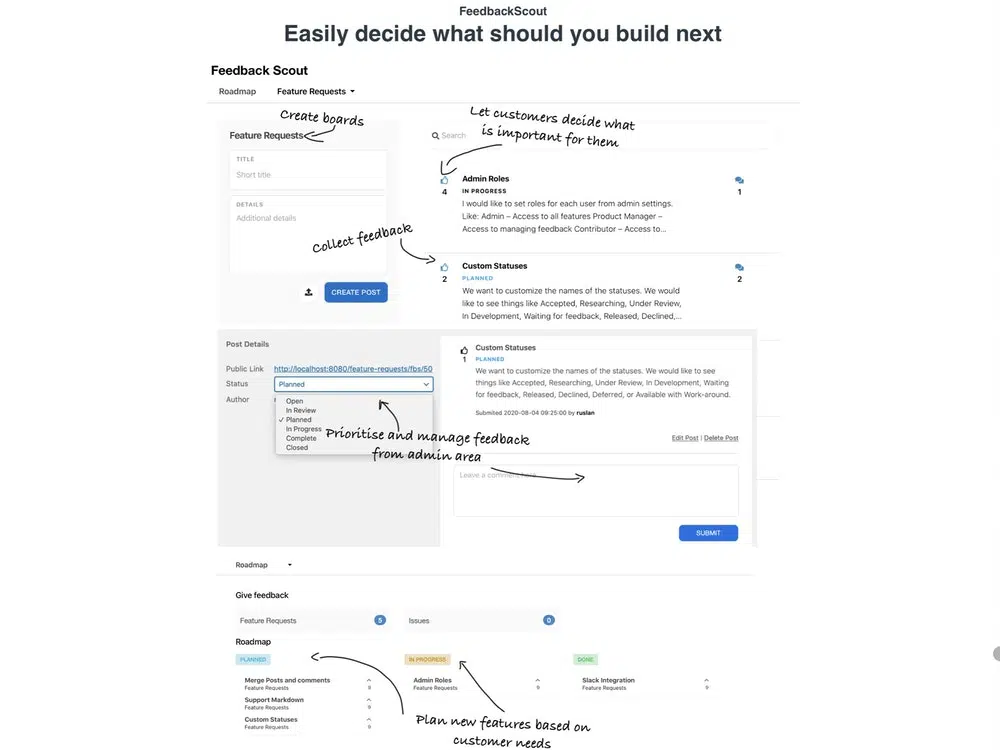 FeedbackScout
Easily decide what should you build next
Feedback Scout
Roadmap
Feature Requests
Create boards
Feature Requests
TITLE
Short title
DETAILS
Additional details
CREATE POST
Let customers decide what
is important for them
Search
4
Admin Roles
IN PROGRESS
I would like to set roles for each user from admin settings.
Like: Admin – Access to all features Product Manager –
Access to managing feedback Contributor – Access to...
1
Collect feedback
2
Custom Statuses
PLANNED
We want to customize the names of the statuses. We would
like to see things like Accepted, Researching, Under Review,
In Development, Waiting for feedback, Released, Declined,...
2
Post Details
Public Link
http://localhost:8080/feature-requests/fbs/50
Status
Planned
Author
Open
In Review
✓ Planned
In Progress
Complete
Closed
Prioritise and manage feedback
from admin area
1
Custom Statuses
PLANNED
We want to customize the names of the statuses. We would like to see
things like Accepted, Researching, Under Review, In Development, Waiting
for feedback, Released, Declined, Deferred, or Available with Work-around.
Submited 2020-08-04 09:25:00 by ruslan
Edit Post | Delete Post
Leave a comment here
SUBMIT
Roadmap
Give feedback
Feature Requests 5
Issues 0
Roadmap
PLANNED
Merge Posts and comments
Feature Requests
Support Markdown
Feature Requests
Custom Statuses
Feature Requests
IN PROGRESS
Admin Roles
Feature Requests
DONE
Slack Integration
Feature Requests
Plan new features based on
customer needs